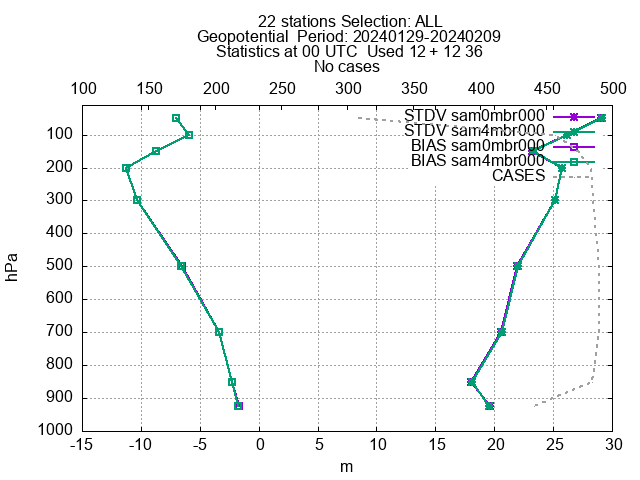 22 stations Selection: ALL
Geopotential  Period: 20240129-20240209
Statistics at 00 UTC  Used 12 + 12 36
No cases
100 150 200 250 300 350 400 450 500
STDV sam0mbr000
STDV sam4mbr000
BIAS sam0mbr000
BIAS sam4mbr000
CASES
100
200
300
400
500
600
700
800
900
1000
hPa
-15 -10 -5 0 5 10 15 20 25 30
m